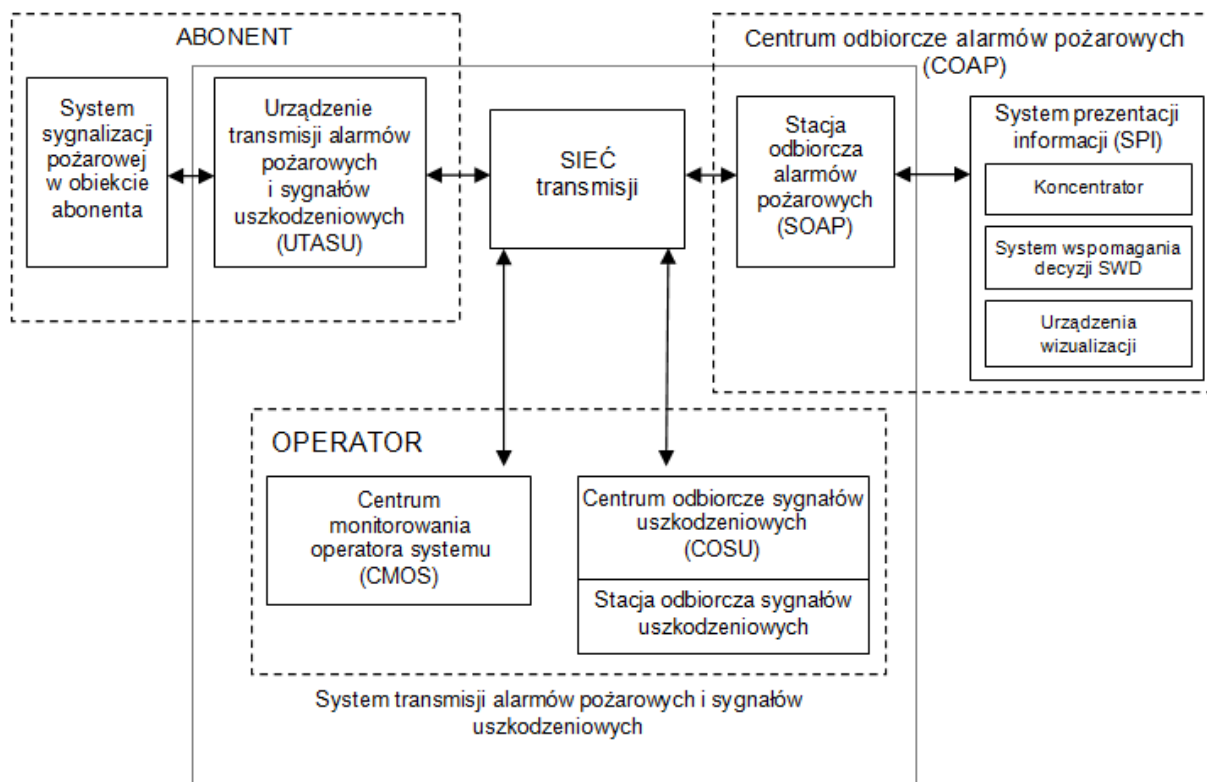 ABONENT
System
sygnalizacji
pożarowej
w obiekcie
abonenta
Urządzenie
transmisji alarmów
pożarowych
i sygnałów
uszkodzeniowych
(UTASU)
SIEĆ
transmisji
Centrum odbiorcze alarmów pożarowych
(COAP)
Stacja
odbiorcza
alarmów
pożarowych
(SOAP)
System prezentacji
informacji (SPI)
Koncentrator
System wspomagania
decyzji SWD
Urządzenia
wizualizacji
OPERATOR
Centrum
monitorowania
operatora systemu
(CMOS)
Centrum odbiorcze sygnałów
uszkodzeniowych
(COSU)
Stacja odbiorcza sygnałów
uszkodzeniowych
System transmisji alarmów pożarowych i sygnałów
uszkodzeniowych